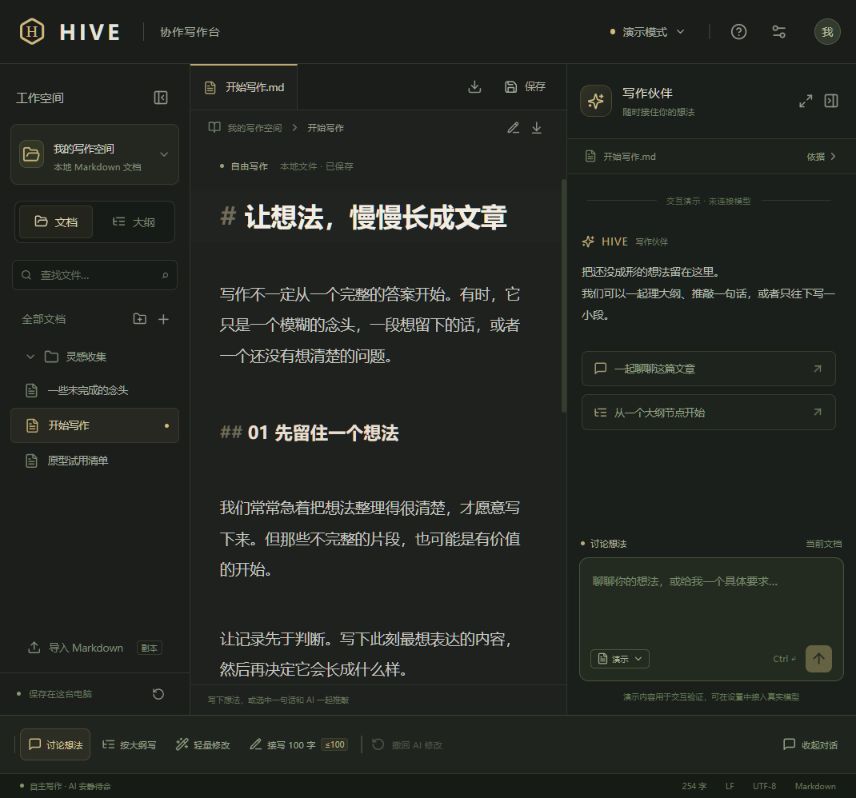 HIVE 协作写作台
演示模式
我
工作空间
我的写作空间
本地 Markdown 文档
文档 大纲
查找文件...
全部文档
灵感收集
一些未完成的念头
开始写作
原型试用清单
导入 Markdown 副本
保存在这台电脑
开始写作.md
保存
我的写作空间 > 开始写作
自由写作 本地文件 · 已保存
# 让想法，慢慢长成文章
写作不一定从一个完整的答案开始。有时，它
只是一个模糊的念头，一段想留下的话，或者
一个还没有想清楚的问题。
## 01 先留住一个想法
我们常常急着把想法整理得很清楚，才愿意写
下来。但那些不完整的片段，也可能是有价值
的开始。
让记录先于判断。写下此刻最想表达的内容，
然后再决定它会长成什么样。
写下想法，或选中一句话和 AI 一起推敲
写作伙伴
随时接住你的想法
开始写作.md
依据
交互演示 · 未连接模型
HIVE 写作伙伴
把还没成形的想法留在这里。
我们可以一起理大纲、推敲一句话，或者只往下写一
小段。
一起聊聊这篇文章
从一个大纲节点开始
讨论想法 当前文档
聊聊你的想法，或给我一个具体要求...
演示
Ctrl
演示内容用于交互验证，可在设置中接入真实模型
讨论想法 按大纲写 轻量修改 接写 100 字 ≤100 撤回 AI 修改 收起对话
自主写作 · AI 安静待命
254 字 LF UTF-8 Markdown